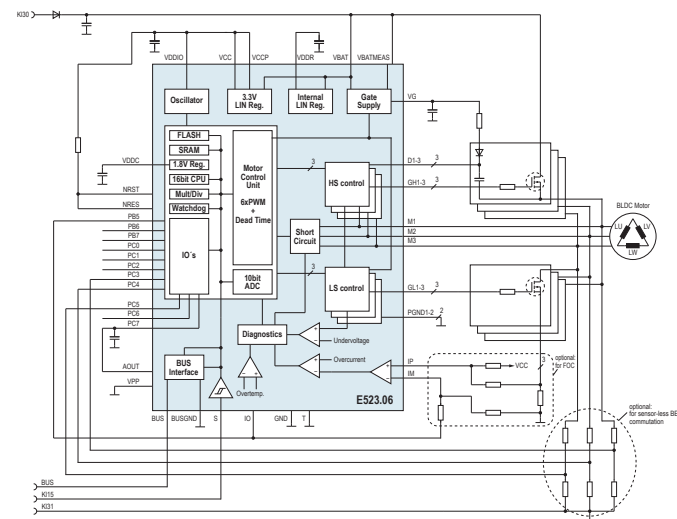 Kl30
VDDIO
VCC
VCCP
VDDR
VBAT
VBATMEAS
Oscillator
3.3V
LIN Reg.
Internal
LIN Reg.
Gate
Supply
VG
FLASH
SRAM
1.8V Reg.
16bit CPU
Mult/Div
Watchdog
IO´s
Motor
Control
Unit
6xPWM
+
Dead Time
10bit
ADC
3
HS control
D1-3
3
GH1-3
3
VDDC
NRST
NRES
PB5
PB6
PB7
PC0
PC1
PC2
PC3
PC4
PC5
PC6
PC7
AOUT
VPP
Short
Circuit
M1
M2
M3
BLDC Motor
LU
LV
LW
3
LS control
GL1-3
3
PGND1-2
2
Diagnostics
Undervoltage
Overcurrent
Overtemp.
BUS
Interface
IP
IM
VCC
3
optional:
for FOC
E523.06
BUS
BUSGND
S
IO
GND
T
optional:
for sensor-less BE
commutation
BUS
Kl15
Kl31